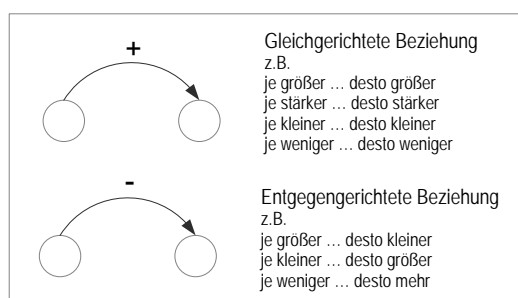 +
Gleichgerichtete Beziehung
z.B.
je größer ... desto größer
je stärker ... desto stärker
je kleiner ... desto kleiner
je weniger ... desto weniger
-
Entgegengerichtete Beziehung
z.B.
je größer ... desto kleiner
je kleiner ... desto größer
je weniger ... desto mehr